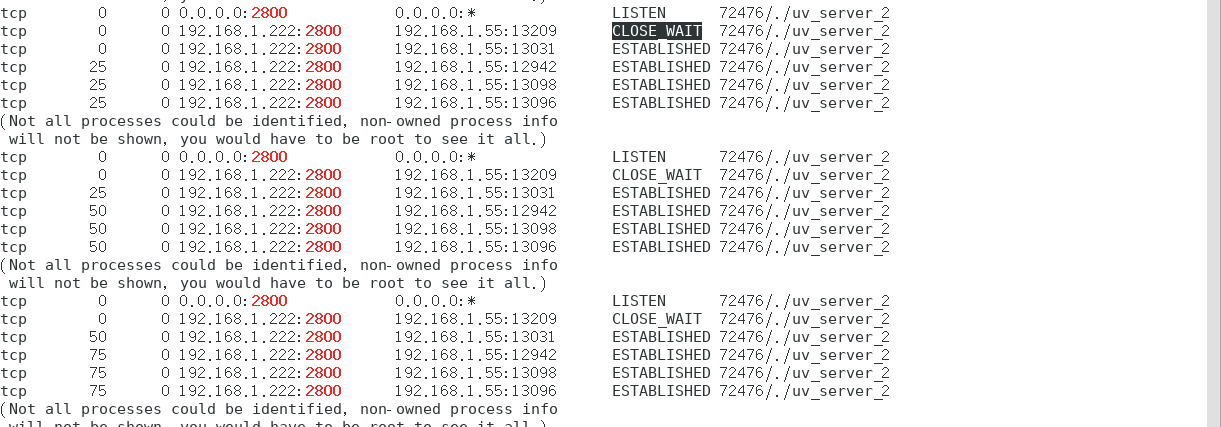 tcp 0 0 0.0.0.0:2800 0.0.0.0:* LISTEN 72476/./uv_server_2
tcp 0 0 192.168.1.222:2800 192.168.1.55:13209 CLOSE_WAIT 72476/./uv_server_2
tcp 0 0 192.168.1.222:2800 192.168.1.55:13031 ESTABLISHED 72476/./uv_server_2
tcp 25 0 192.168.1.222:2800 192.168.1.55:12942 ESTABLISHED 72476/./uv_server_2
tcp 25 0 192.168.1.222:2800 192.168.1.55:13098 ESTABLISHED 72476/./uv_server_2
tcp 25 0 192.168.1.222:2800 192.168.1.55:13096 ESTABLISHED 72476/./uv_server_2
(Not all processes could be identified, non-owned process info
will not be shown, you would have to be root to see it all.)
tcp 0 0 0.0.0.0:2800 0.0.0.0:* LISTEN 72476/./uv_server_2
tcp 0 0 192.168.1.222:2800 192.168.1.55:13209 CLOSE_WAIT 72476/./uv_server_2
tcp 25 0 192.168.1.222:2800 192.168.1.55:13031 ESTABLISHED 72476/./uv_server_2
tcp 50 0 192.168.1.222:2800 192.168.1.55:12942 ESTABLISHED 72476/./uv_server_2
tcp 50 0 192.168.1.222:2800 192.168.1.55:13098 ESTABLISHED 72476/./uv_server_2
tcp 50 0 192.168.1.222:2800 192.168.1.55:13096 ESTABLISHED 72476/./uv_server_2
(Not all processes could be identified, non-owned process info
will not be shown, you would have to be root to see it all.)
tcp 0 0 0.0.0.0:2800 0.0.0.0:* LISTEN 72476/./uv_server_2
tcp 0 0 192.168.1.222:2800 192.168.1.55:13209 CLOSE_WAIT 72476/./uv_server_2
tcp 50 0 192.168.1.222:2800 192.168.1.55:13031 ESTABLISHED 72476/./uv_server_2
tcp 75 0 192.168.1.222:2800 192.168.1.55:12942 ESTABLISHED 72476/./uv_server_2
tcp 75 0 192.168.1.222:2800 192.168.1.55:13098 ESTABLISHED 72476/./uv_server_2
tcp 75 0 192.168.1.222:2800 192.168.1.55:13096 ESTABLISHED 72476/./uv_server_2
(Not all processes could be identified, non-owned process info
will not be shown, you would have to be root to see it all.)